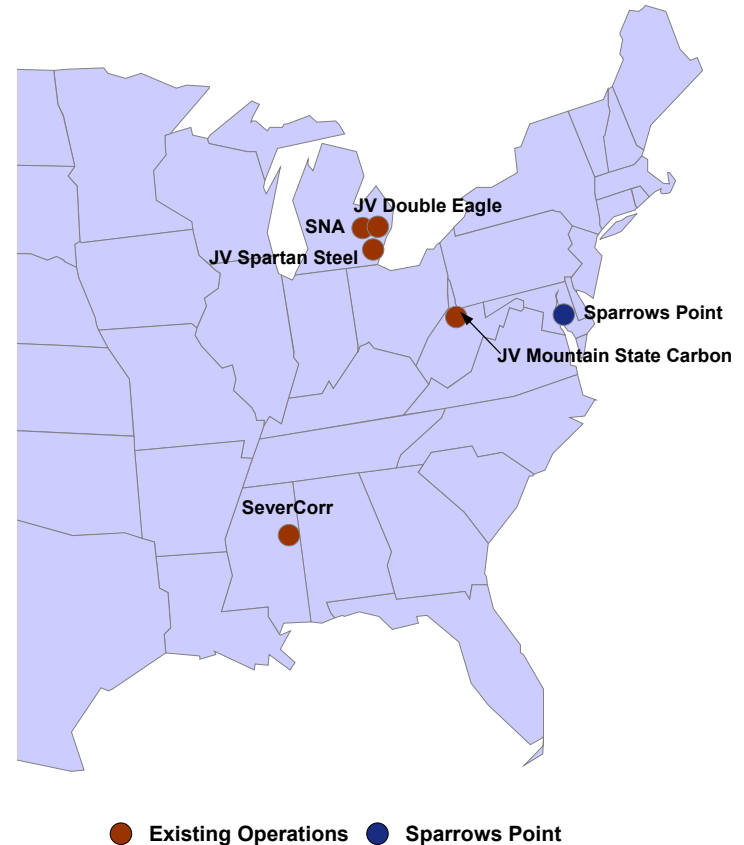 JV Double Eagle
SNA
JV Spartan Steel
Sparrows Point
JV Mountain State Carbon
SeverCorr
Existing Operations
Sparrows Point